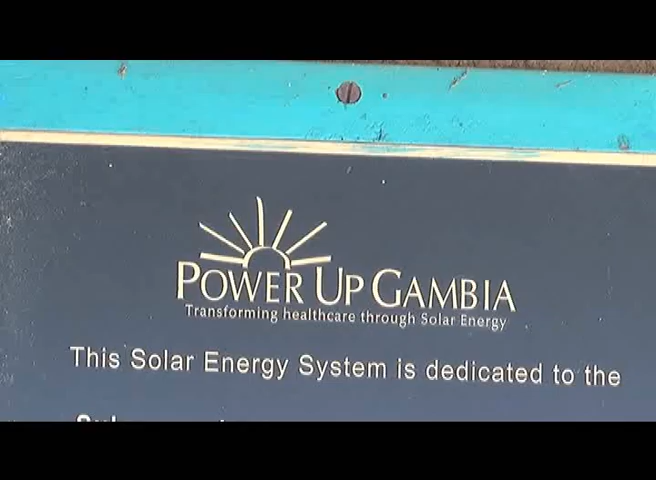 POWER UP GAMBIA
Transforming healthcare through Solar Energy
This Solar Energy System is dedicated to the